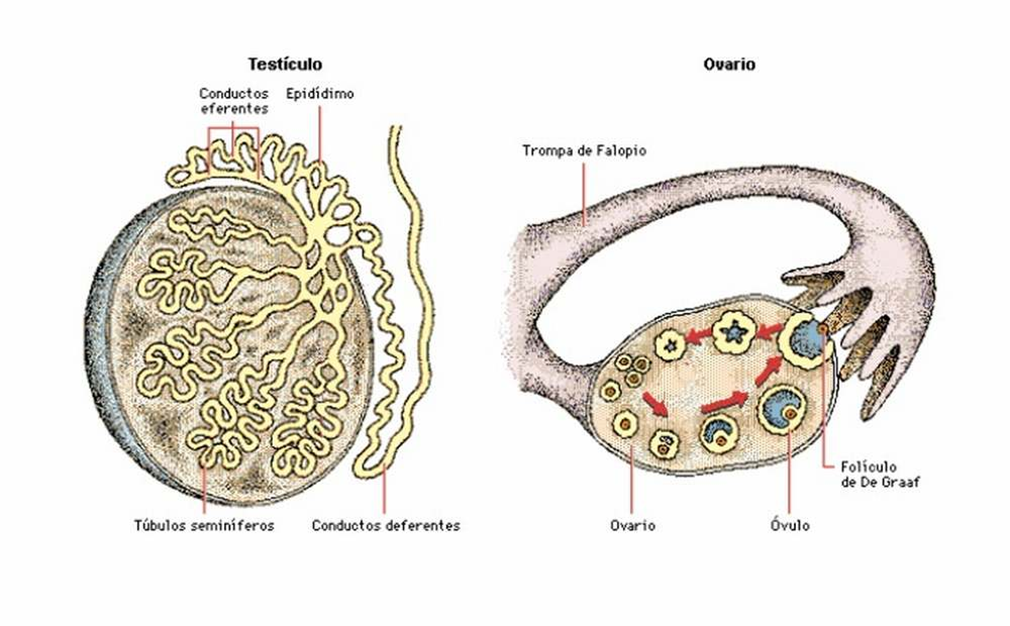 Testículo
Conductos
eferentes
Epidídimo
Túbulos seminíferos
Conductos deferentes
Ovario
Trompa de Falopio
Folículo
de De Graaf
Ovario
Óvulo